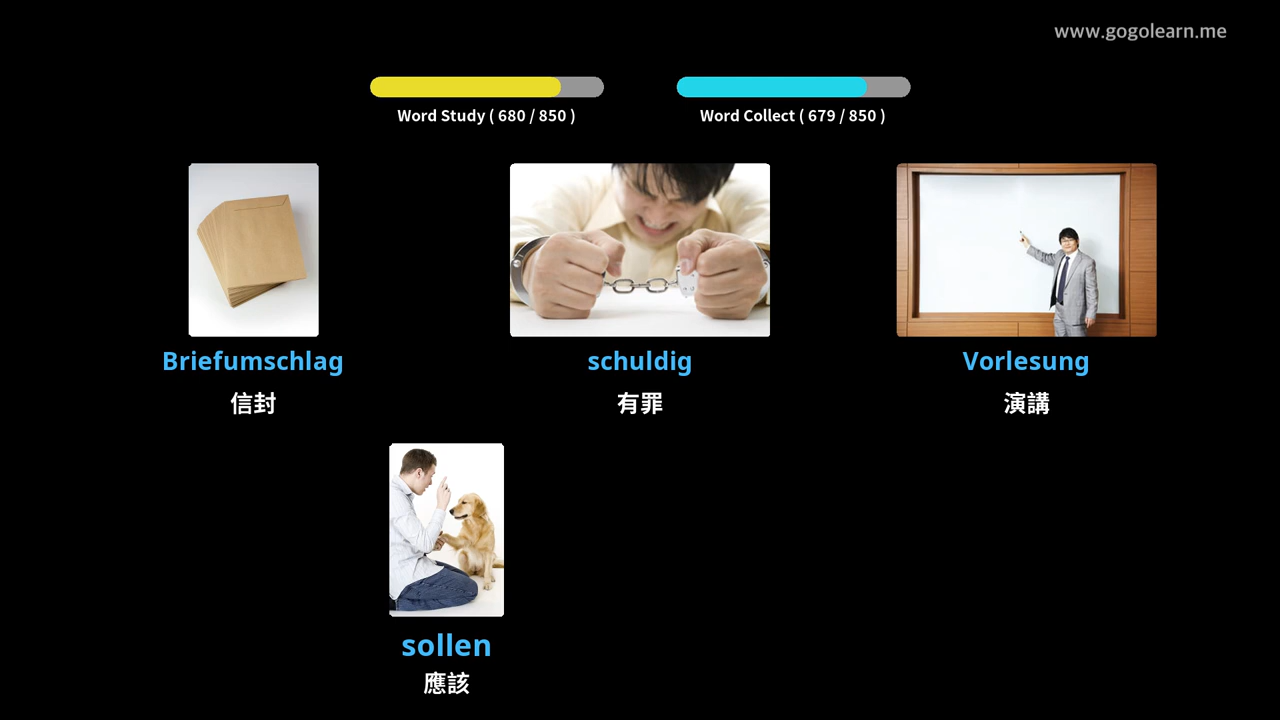 www.gogolearn.me
Word Study ( 680 / 850 )
Word Collect ( 679 / 850 )
Briefumschlag
信封
schuldig
有罪
Vorlesung
演講
sollen
應該